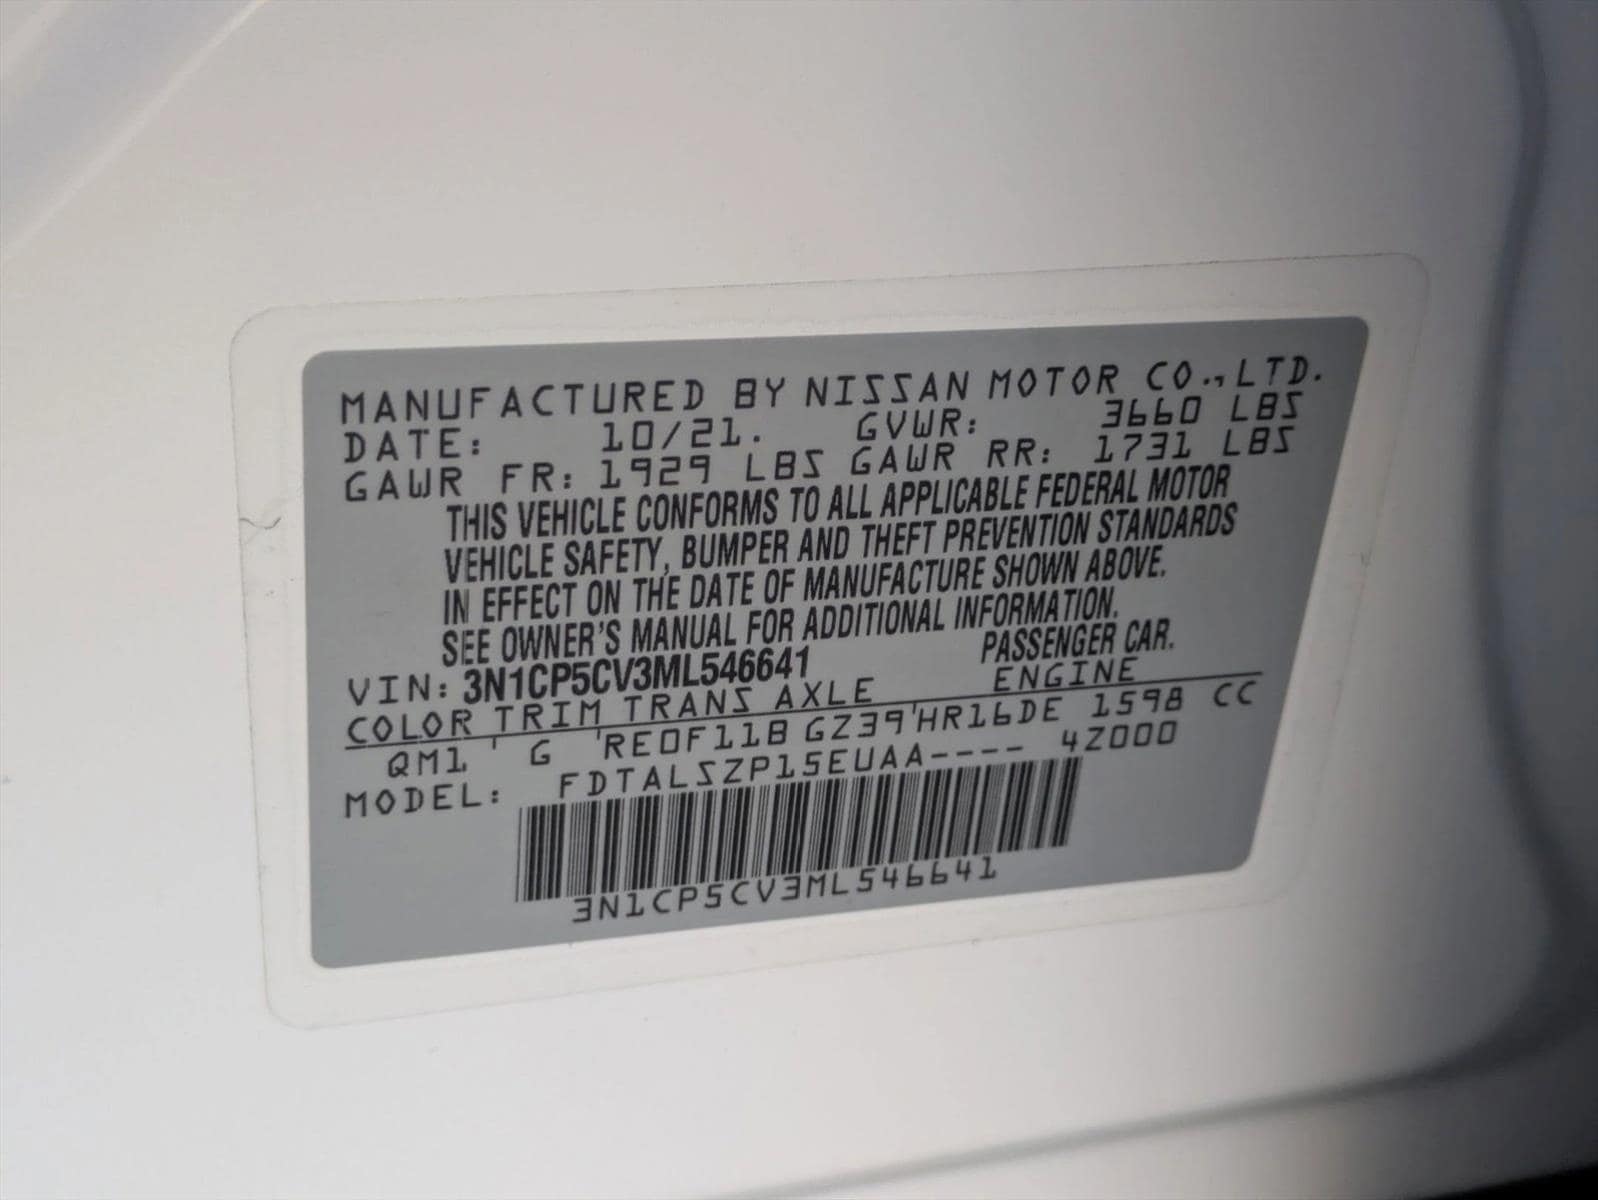 MANUFACTURED BY NISSAN MOTOR CO.,LTD.
DATE: 10/21. GVWR: 3660 LBS
GAWR FR: 1929 LBS GAWR RR: 1731 LBS
THIS VEHICLE CONFORMS TO ALL APPLICABLE FEDERAL MOTOR
VEHICLE SAFETY, BUMPER AND THEFT PREVENTION STANDARDS
IN EFFECT ON THE DATE OF MANUFACTURE SHOWN ABOVE.
SEE OWNER'S MANUAL FOR ADDITIONAL INFORMATION.
VIN: 3N1CP5CV3ML546641 PASSENGER CAR.
COLOR TRIM TRANS AXLE ENGINE
QM1 ' G 'RE0F11B GZ39'HR16DE 1598 CC
MODEL: FDTALSZP15EUAA---- 4Z000
3N1CP5CV3ML546641